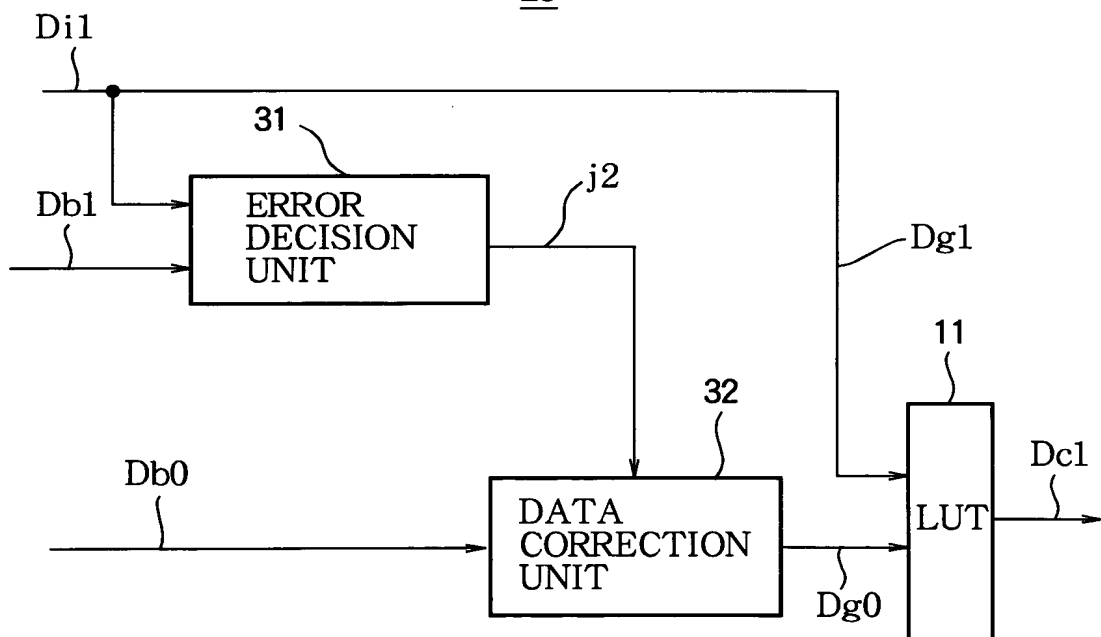 Di1
31
Db1
ERROR
DECISION
UNIT
j2
Dg1
11
32
Db0
DATA
CORRECTION
UNIT
Dg0
LUT
Dc1